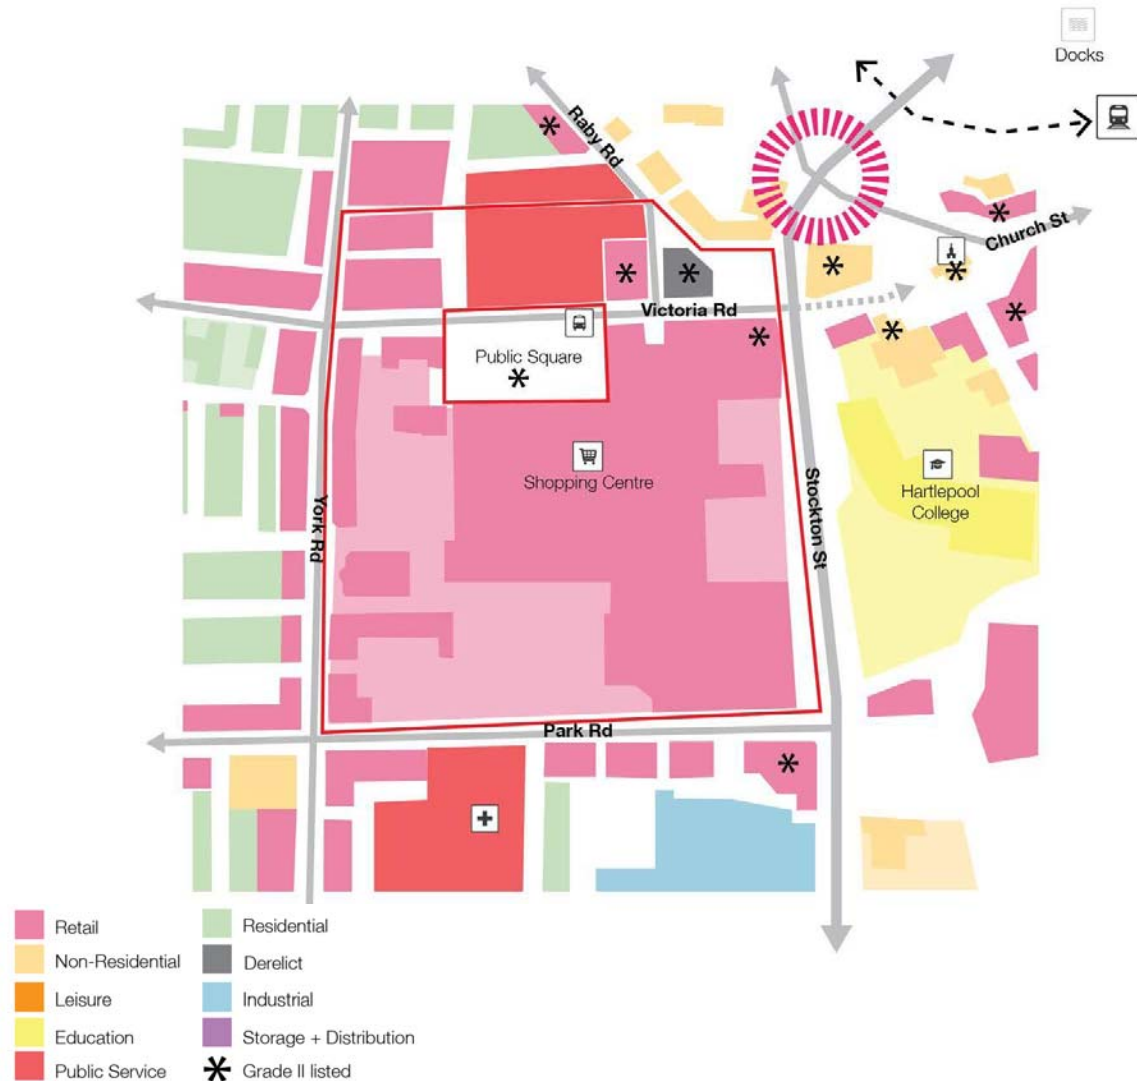 Docks
Raby Rd
Church St
Victoria Rd
Public Square
Shopping Centre
Hartlepool
College
York Rd
Stockton St
Park Rd
Retail
Residential
Non-Residential
Derelict
Leisure
Industrial
Education
Storage + Distribution
Public Service
Grade II listed